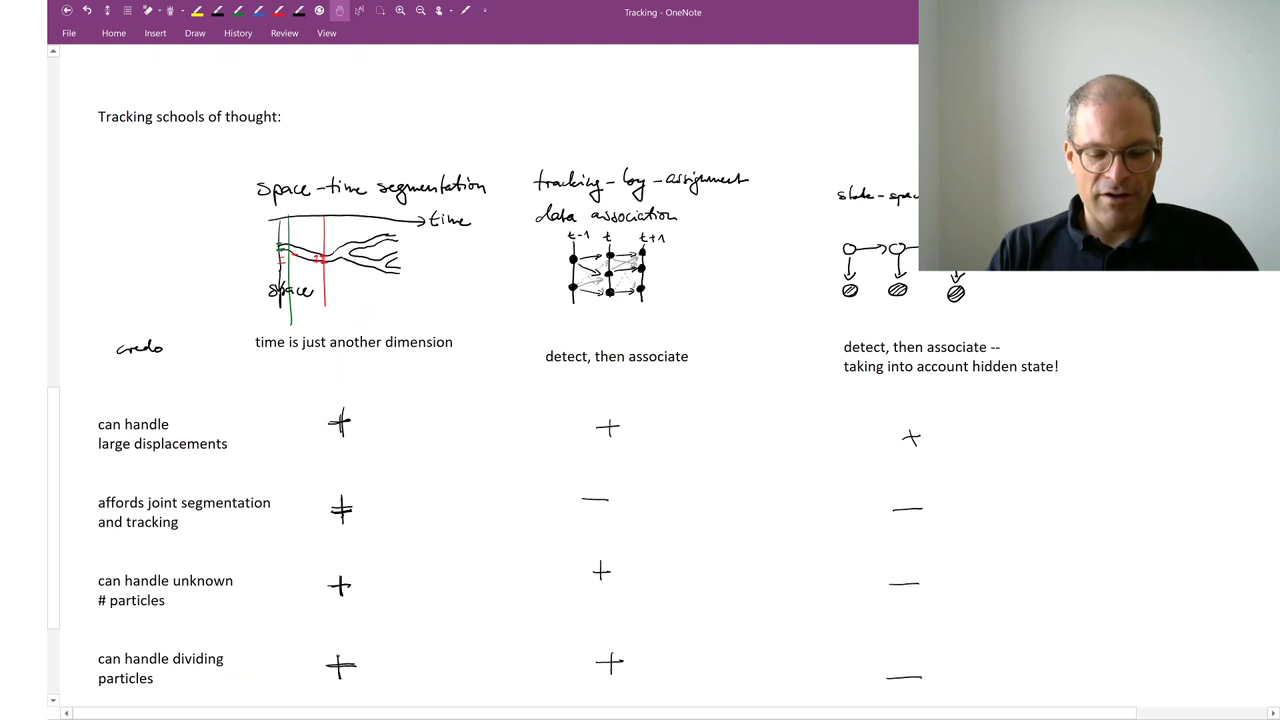 Tracking - OneNote
File Home Insert Draw History Review View
Tracking schools of thought:
space-time segmentation
time
space
tracking-by-assignment
data association
t-1 t t+1
state-space
credo
time is just another dimension
detect, then associate
detect, then associate --
taking into account hidden state!
can handle
large displacements
+ + +
affords joint segmentation
and tracking
+ — —
can handle unknown
# particles
+ + —
can handle dividing
particles
+ + —